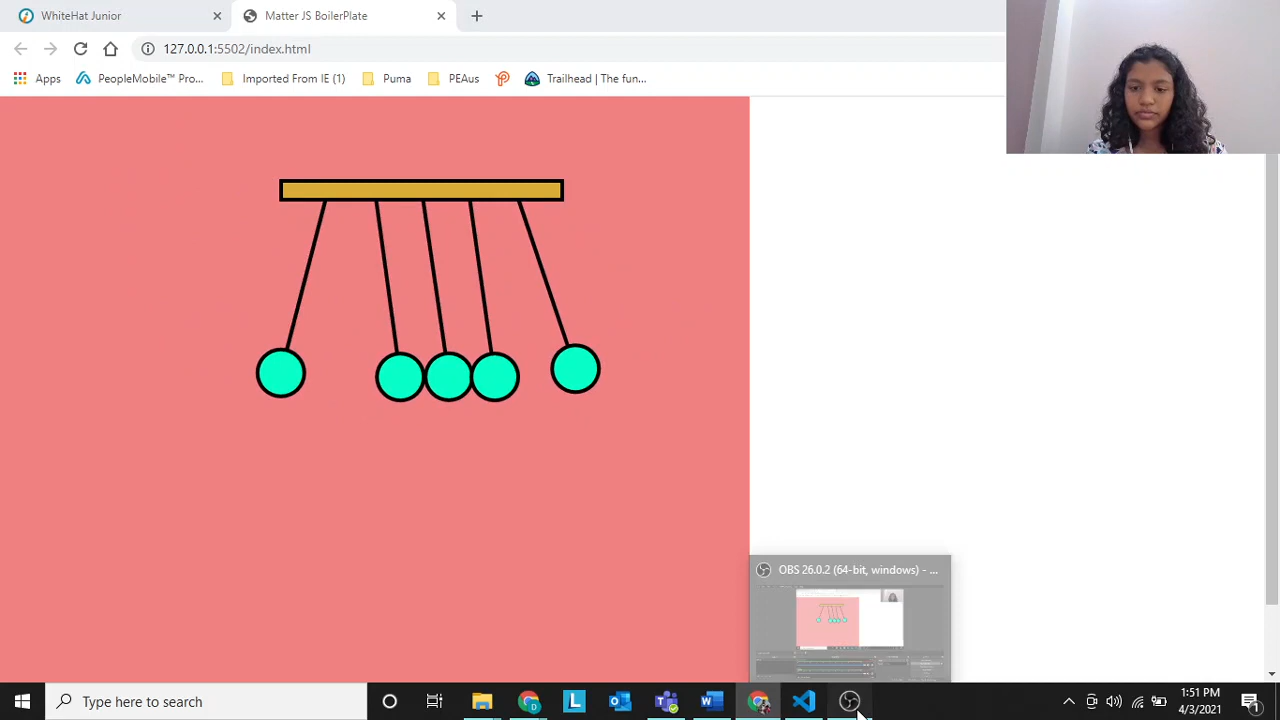 WhiteHat Junior
Matter JS BoilerPlate
127.0.0.1:5502/index.html
Apps
PeopleMobile™ Pro...
Imported From IE (1)
Puma
PEAus
Trailhead | The fun...
OBS 26.0.2 (64-bit, windows) - ...
Type here to search
1:51 PM
4/3/2021